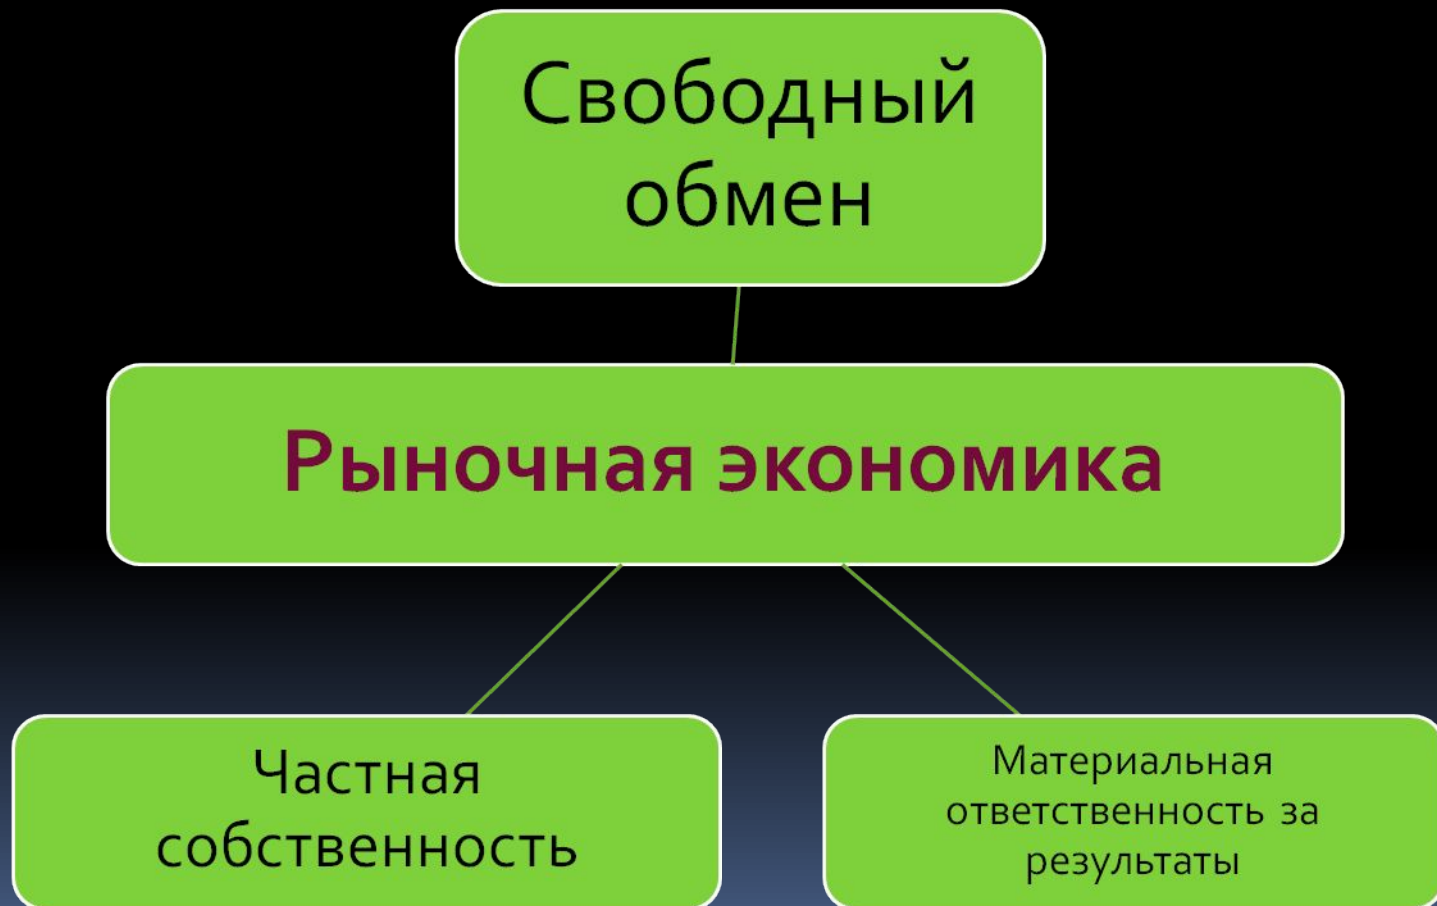 Свободный
обмен
Рыночная экономика
Частная
собственность
Материальная
ответственность за
результаты